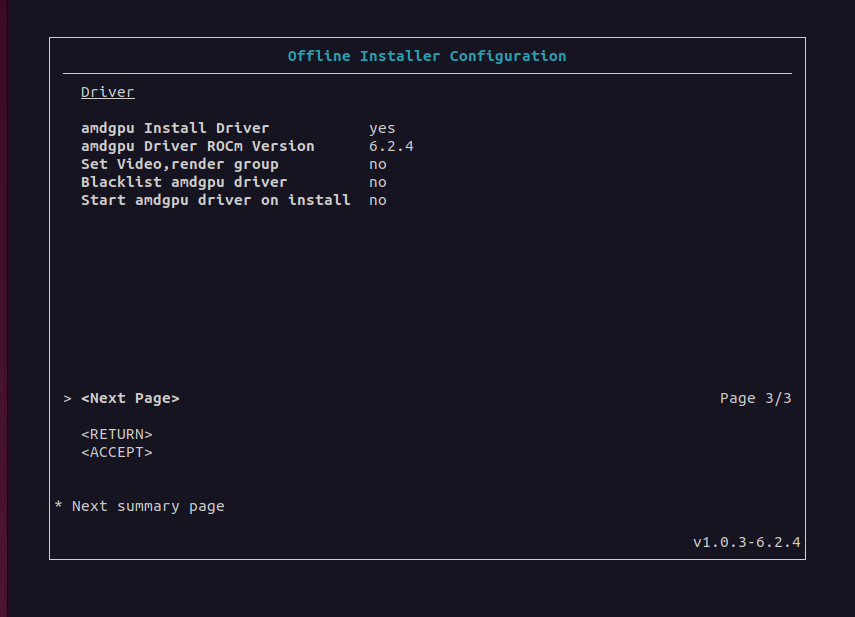 Offline Installer Configuration
Driver
amdgpu Install Driver yes
amdgpu Driver ROCm Version 6.2.4
Set Video,render group no
Blacklist amdgpu driver no
Start amdgpu driver on install no
> <Next Page> Page 3/3
<RETURN>
<ACCEPT>
* Next summary page
v1.0.3-6.2.4